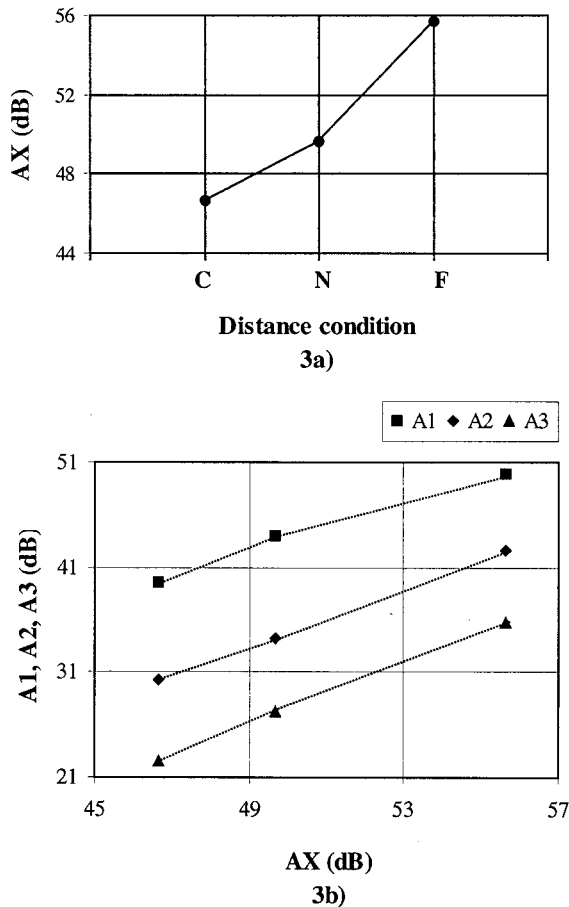 56
52
48
44
AX (dB)
C N F
Distance condition
3a)
A1 A2 A3
51
41
31
21
A1, A2, A3 (dB)
45 49 53 57
AX (dB)
3b)